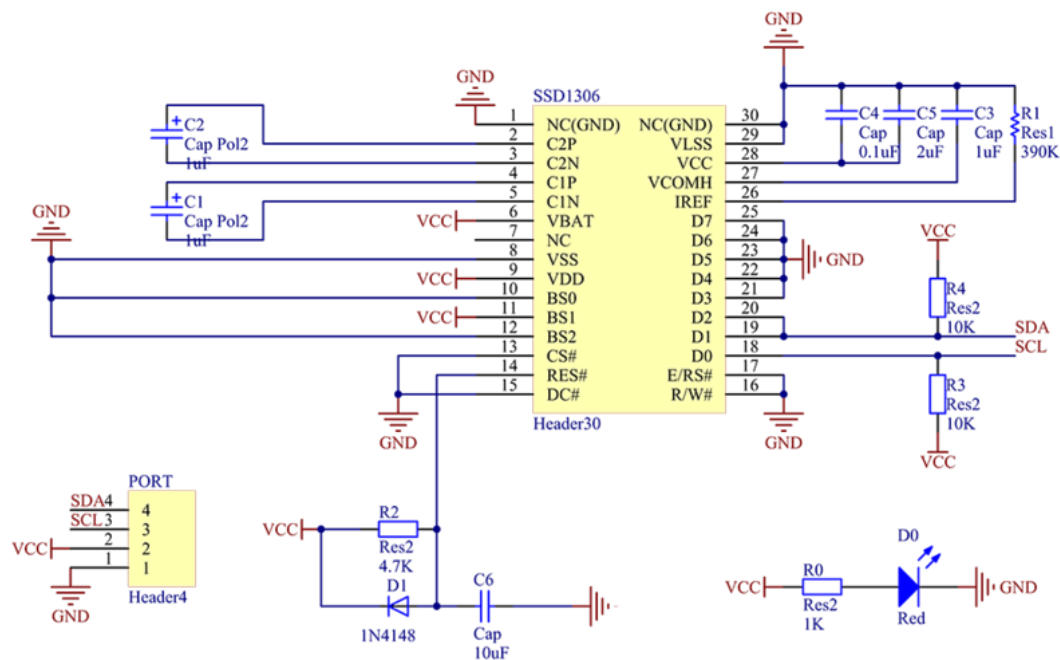 GND
GND
SSD1306
C2
Cap Pol2
1uF
C1
Cap Pol2
1uF
GND
VCC
VCC
VCC
1 NC(GND) NC(GND) 30
2 C2P VLSS 29
3 C2N VCC 28
4 C1P VCOMH 27
5 C1N IREF 26
6 VBAT D7 25
7 NC D6 24
8 VSS D5 23
9 VDD D4 22
10 BS0 D3 21
11 BS1 D2 20
12 BS2 D1 19
13 CS# D0 18
14 RES# E/RS# 17
15 DC# R/W# 16
Header30
C4
Cap
0.1uF
C5
Cap
2uF
C3
Cap
1uF
R1
Res1
390K
GND
VCC
R4
Res2
10K
SDA
SCL
R3
Res2
10K
VCC
GND
GND
PORT
SDA 4 4
SCL 3 3
VCC 2 2
1 1
GND
Header4
VCC
R2
Res2
4.7K
D1
1N4148
C6
Cap
10uF
D0
VCC
R0
Res2
1K
Red
GND